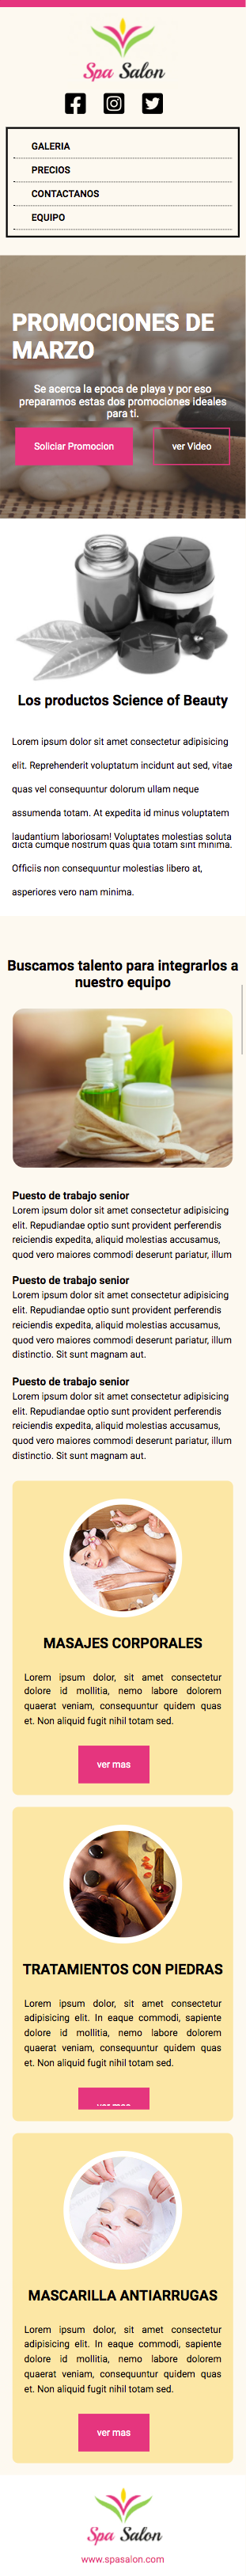 Spa Salon
GALERIA
PRECIOS
CONTACTANOS
EQUIPO
PROMOCIONES DE
MARZO
Se acerca la epoca de playa y por eso
preparamos estas dos promociones ideales
para ti.
Soliciar Promocion
ver Video
Los productos Science of Beauty
Lorem ipsum dolor sit amet consectetur adipisicing
elit. Reprehenderit voluptatum incidunt aut sed, vitae
quas vel consequuntur dolorum ullam neque
assumenda totam. At expedita id minus voluptatem
laudantium laboriosam! Voluptates molestias soluta
dicta cumque nostrum quas quia totam sint minima.
Officiis non consequuntur molestias libero at,
asperiores vero nam minima.
Buscamos talento para integrarlos a
nuestro equipo
Puesto de trabajo senior
Lorem ipsum dolor sit amet consectetur adipisicing
elit. Repudiandae optio sunt provident perferendis
reiciendis expedita, aliquid molestias accusamus,
quod vero maiores commodi deserunt pariatur, illum
Puesto de trabajo senior
Lorem ipsum dolor sit amet consectetur adipisicing
elit. Repudiandae optio sunt provident perferendis
reiciendis expedita, aliquid molestias accusamus,
quod vero maiores commodi deserunt pariatur, illum
distinctio. Sit sunt magnam aut.
Puesto de trabajo senior
Lorem ipsum dolor sit amet consectetur adipisicing
elit. Repudiandae optio sunt provident perferendis
reiciendis expedita, aliquid molestias accusamus,
quod vero maiores commodi deserunt pariatur, illum
distinctio. Sit sunt magnam aut.
MASAJES CORPORALES
Lorem ipsum dolor, sit amet consectetur
dolore id mollitia, nemo labore dolorem
quaerat veniam, consequuntur quidem quas
et. Non aliquid fugit nihil totam sed.
ver mas
TRATAMIENTOS CON PIEDRAS
Lorem ipsum dolor, sit amet consectetur
adipisicing elit. In eaque commodi, sapiente
dolore id mollitia, nemo labore dolorem
quaerat veniam, consequuntur quidem quas
et. Non aliquid fugit nihil totam sed.
MASCARILLA ANTIARRUGAS
Lorem ipsum dolor, sit amet consectetur
adipisicing elit. In eaque commodi, sapiente
dolore id mollitia, nemo labore dolorem
quaerat veniam, consequuntur quidem quas
et. Non aliquid fugit nihil totam sed.
ver mas
Spa Salon
www.spasalon.com